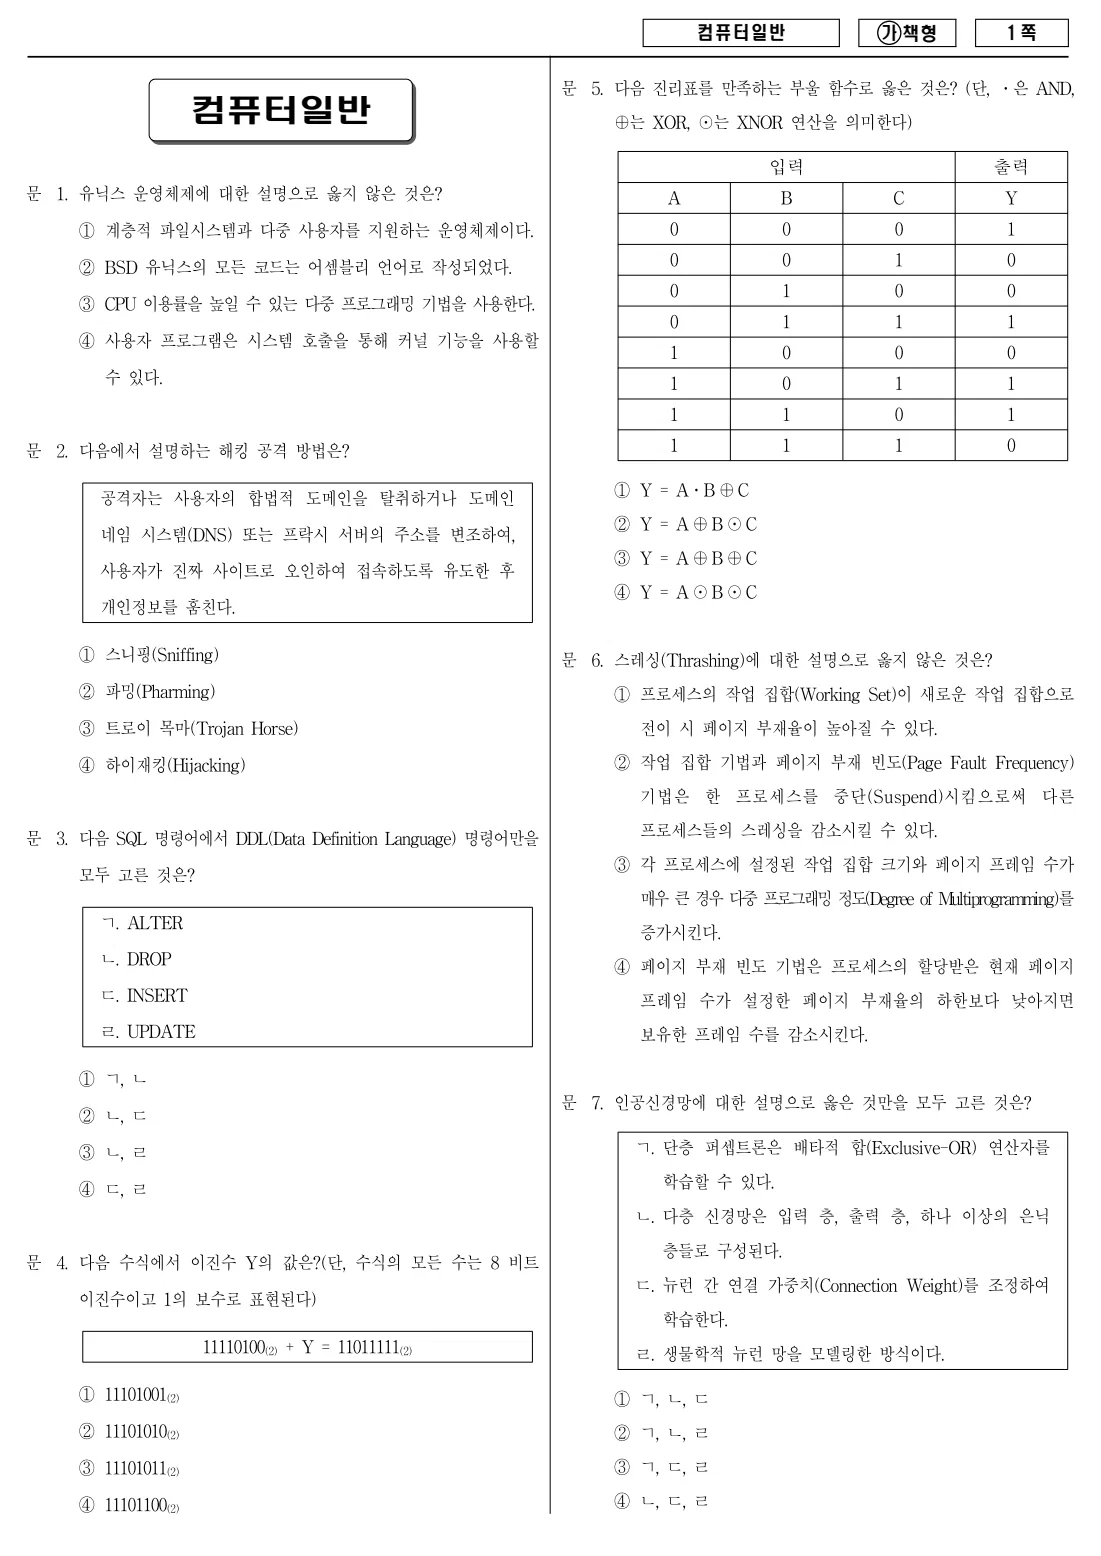 컴퓨터일반
㉮책형
1 쪽
컴퓨터일반
문 1. 유닉스 운영체제에 대한 설명으로 옳지 않은 것은?
① 계층적 파일시스템과 다중 사용자를 지원하는 운영체제이다.
② BSD 유닉스의 모든 코드는 어셈블리 언어로 작성되었다.
③ CPU 이용률을 높일 수 있는 다중 프로그래밍 기법을 사용한다.
④ 사용자 프로그램은 시스템 호출을 통해 커널 기능을 사용할
수 있다.
문 2. 다음에서 설명하는 해킹 공격 방법은?
공격자는 사용자의 합법적 도메인을 탈취하거나 도메인
네임 시스템(DNS) 또는 프락시 서버의 주소를 변조하여,
사용자가 진짜 사이트로 오인하여 접속하도록 유도한 후
개인정보를 훔친다.
① 스니핑(Sniffing)
② 파밍(Pharming)
③ 트로이 목마(Trojan Horse)
④ 하이재킹(Hijacking)
문 3. 다음 SQL 명령어에서 DDL(Data Definition Language) 명령어만을
모두 고른 것은?
ㄱ. ALTER
ㄴ. DROP
ㄷ. INSERT
ㄹ. UPDATE
① ㄱ, ㄴ
② ㄴ, ㄷ
③ ㄴ, ㄹ
④ ㄷ, ㄹ
문 4. 다음 수식에서 이진수 Y의 값은?(단, 수식의 모든 수는 8 비트
이진수이고 1의 보수로 표현된다)
11110100(2) + Y = 11011111(2)
① 11101001(2)
② 11101010(2)
③ 11101011(2)
④ 11101100(2)
문 5. 다음 진리표를 만족하는 부울 함수로 옳은 것은? (단, ·은 AND,
⊕는 XOR, ⊙는 XNOR 연산을 의미한다)
입력 출력
A B C Y
0 0 0 1
0 0 1 0
0 1 0 0
0 1 1 1
1 0 0 0
1 0 1 1
1 1 0 1
1 1 1 0
① Y = A·B⊕C
② Y = A⊕B⊙C
③ Y = A⊕B⊕C
④ Y = A⊙B⊙C
문 6. 스레싱(Thrashing)에 대한 설명으로 옳지 않은 것은?
① 프로세스의 작업 집합(Working Set)이 새로운 작업 집합으로
전이 시 페이지 부재율이 높아질 수 있다.
② 작업 집합 기법과 페이지 부재 빈도(Page Fault Frequency)
기법은 한 프로세스를 중단(Suspend)시킴으로써 다른
프로세스들의 스레싱을 감소시킬 수 있다.
③ 각 프로세스에 설정된 작업 집합 크기와 페이지 프레임 수가
매우 큰 경우 다중 프로그래밍 정도(Degree of Multiprogramming)를
증가시킨다.
④ 페이지 부재 빈도 기법은 프로세스의 할당받은 현재 페이지
프레임 수가 설정한 페이지 부재율의 하한보다 낮아지면
보유한 프레임 수를 감소시킨다.
문 7. 인공신경망에 대한 설명으로 옳은 것만을 모두 고른 것은?
ㄱ. 단층 퍼셉트론은 배타적 합(Exclusive-OR) 연산자를
학습할 수 있다.
ㄴ. 다층 신경망은 입력 층, 출력 층, 하나 이상의 은닉
층들로 구성된다.
ㄷ. 뉴런 간 연결 가중치(Connection Weight)를 조정하여
학습한다.
ㄹ. 생물학적 뉴런 망을 모델링한 방식이다.
① ㄱ, ㄴ, ㄷ
② ㄱ, ㄴ, ㄹ
③ ㄱ, ㄷ, ㄹ
④ ㄴ, ㄷ, ㄹ